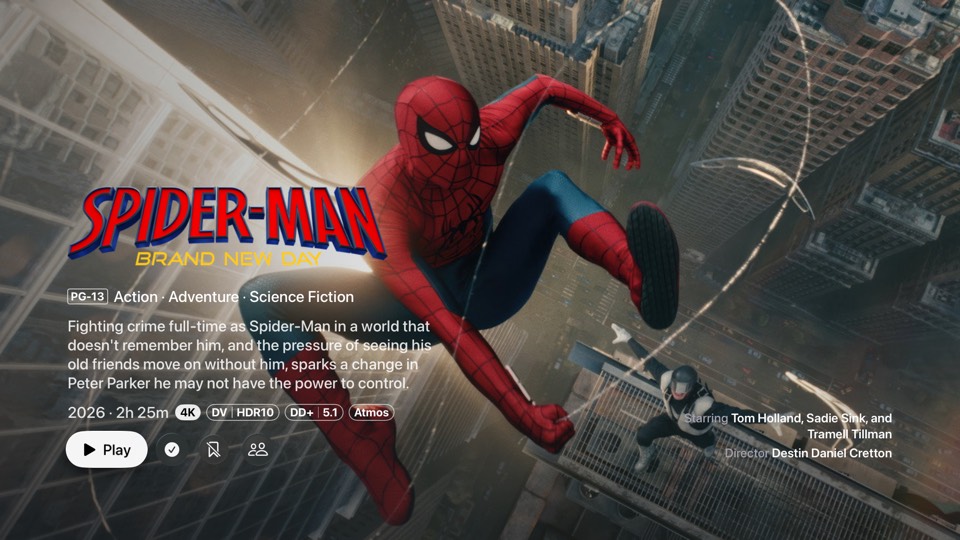 SPIDER-MAN
BRAND NEW DAY
PG-13 Action · Adventure · Science Fiction
Fighting crime full-time as Spider-Man in a world that
doesn't remember him, and the pressure of seeing his
old friends move on without him, sparks a change in
Peter Parker he may not have the power to control.
2026 · 2h 25m 4K DV HDR10 DD+ 5.1 Atmos
Play
Starring Tom Holland, Sadie Sink, and
Tramell Tillman
Director Destin Daniel Cretton